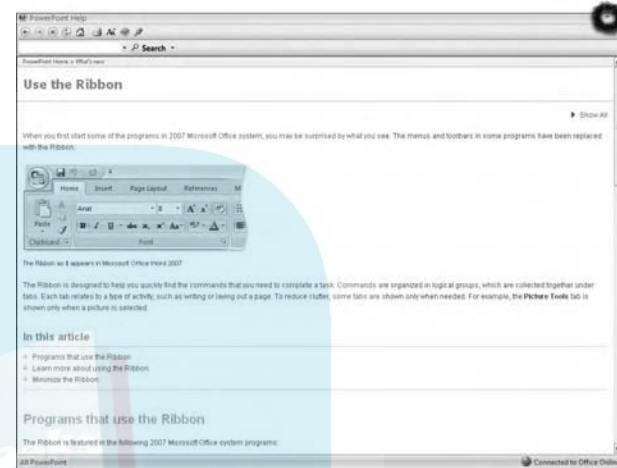 PowerPoint Help
Search
PowerPoint Home > What's new
Use the Ribbon
Show All
When you first start some of the programs in 2007 Microsoft Office system, you may be surprised by what you see. The menus and toolbars in some programs have been replaced
with the Ribbon.
Home Insert Page Layout References M
Arial
Paste
Clipboard Font
The Ribbon as it appears in Microsoft Office Word 2007
The Ribbon is designed to help you quickly find the commands that you need to complete a task. Commands are organized in logical groups, which are collected together under
tabs. Each tab relates to a type of activity, such as writing or laying out a page. To reduce clutter, some tabs are shown only when needed. For example, the Picture Tools tab is
shown only when a picture is selected.
In this article
Programs that use the Ribbon
Learn more about using the Ribbon
Minimize the Ribbon
Programs that use the Ribbon
The Ribbon is featured in the following 2007 Microsoft Office system programs:
All PowerPoint
Connected to Office Online